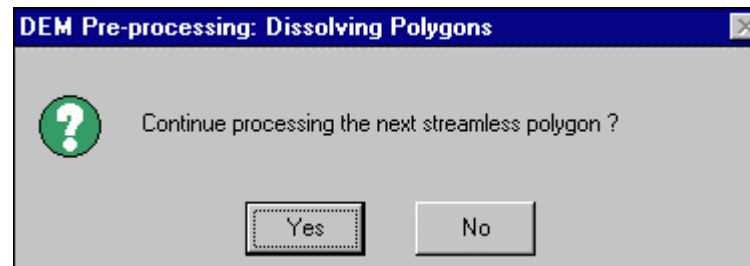 DEM Pre-processing: Dissolving Polygons
Continue processing the next streamless polygon ?
Yes No